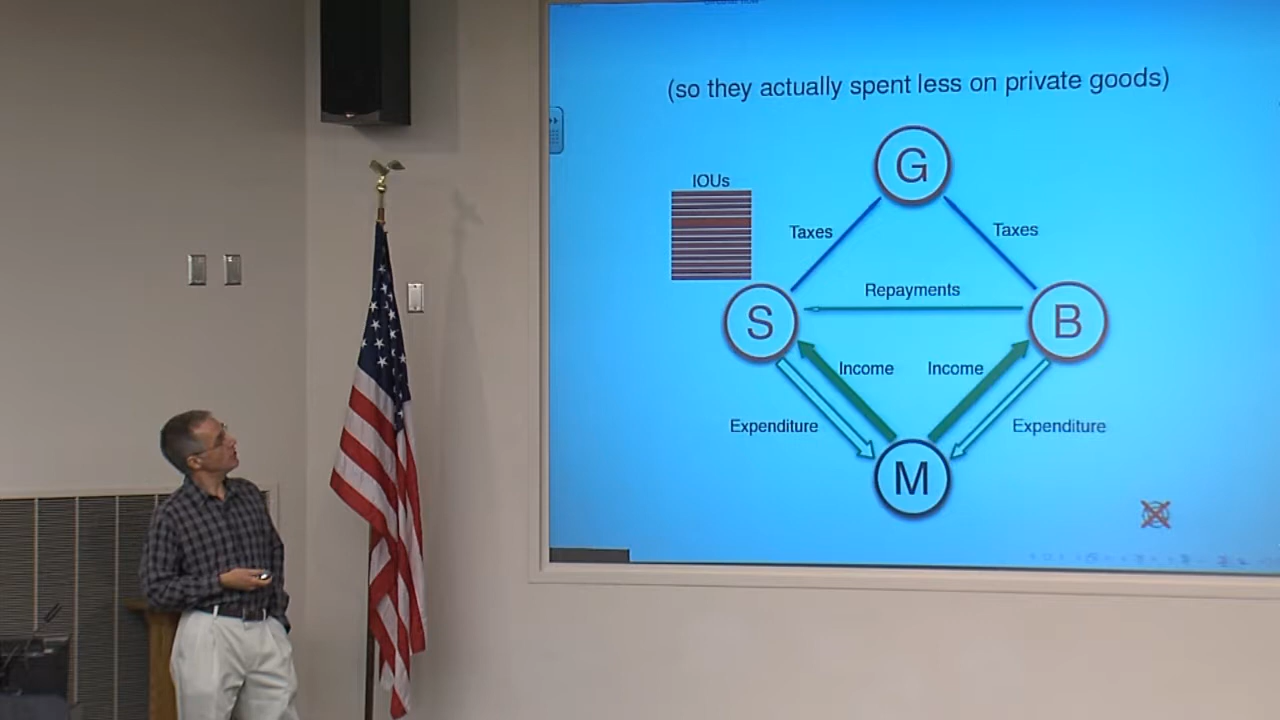 (so they actually spent less on private goods)
G
IOUs
Taxes
Taxes
Repayments
S
B
Income
Income
Expenditure
Expenditure
M